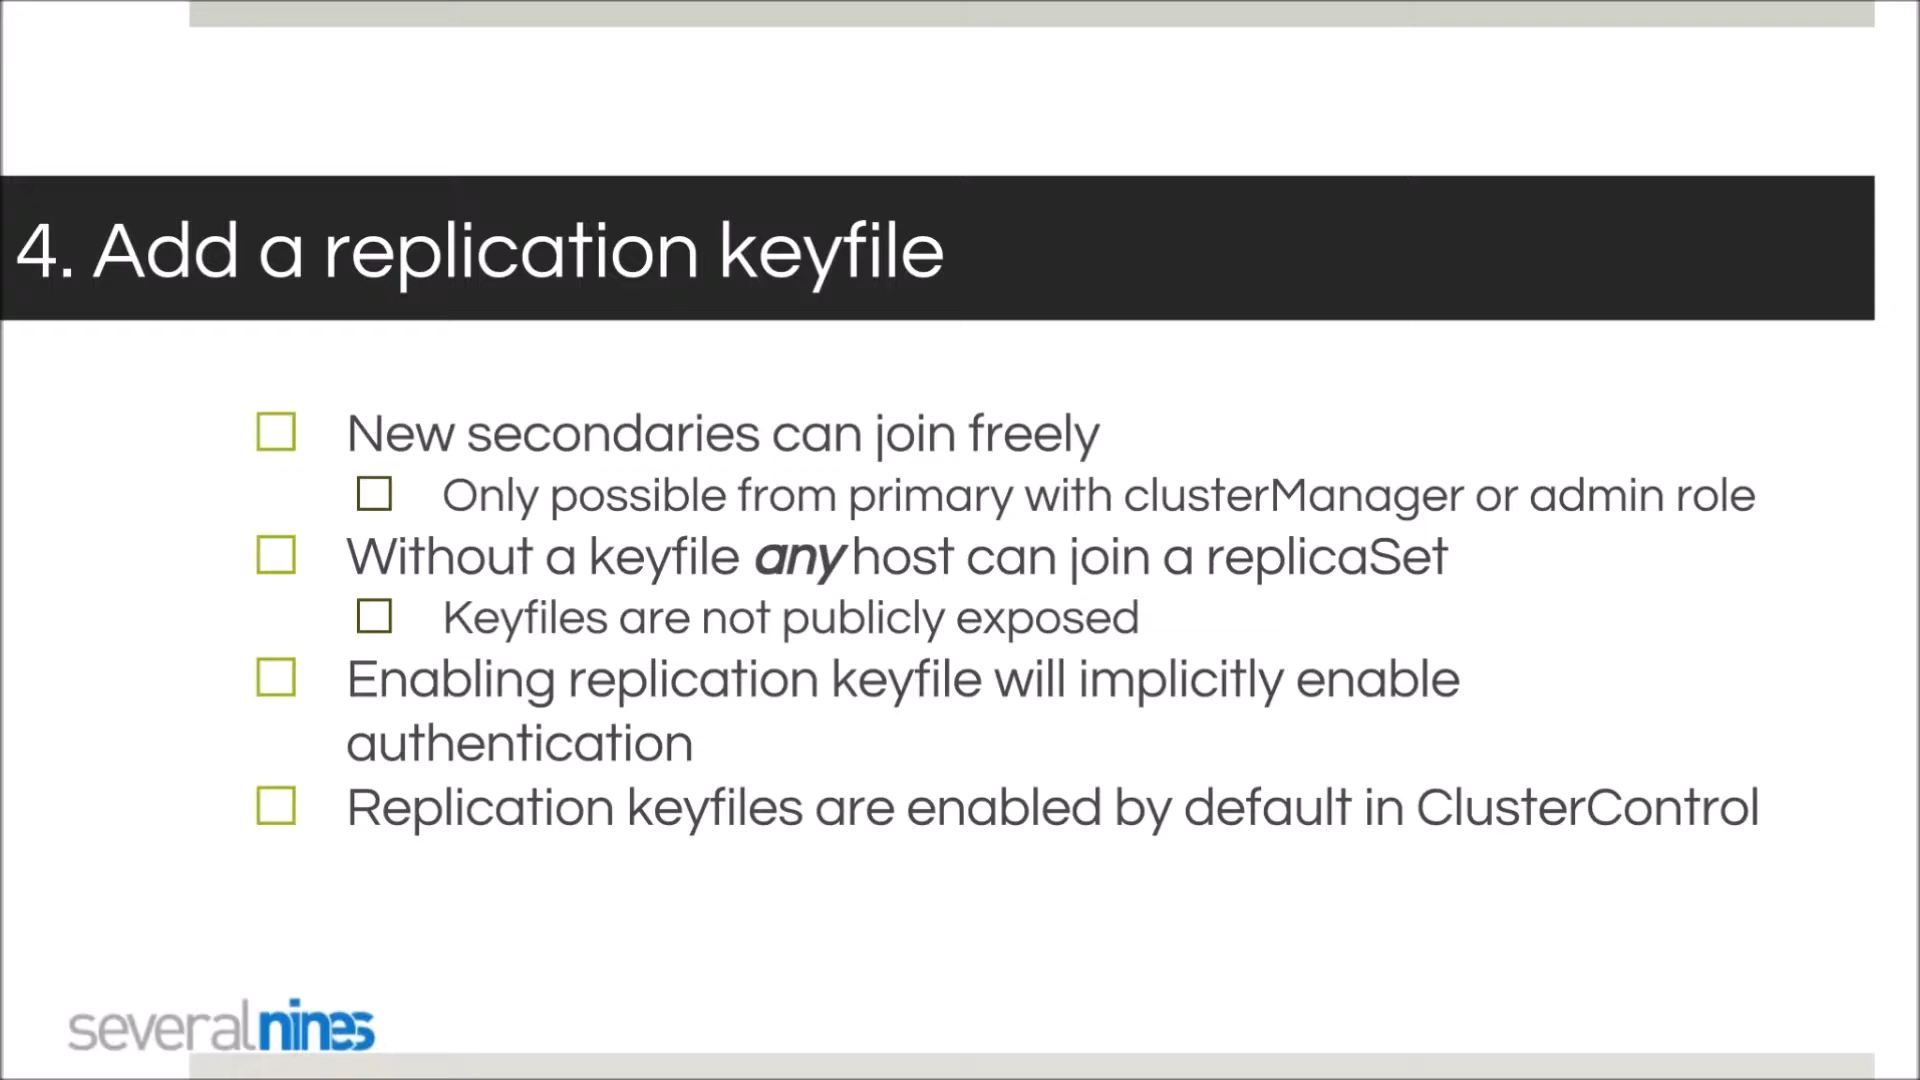 4. Add a replication keyfile
New secondaries can join freely
Only possible from primary with clusterManager or admin role
Without a keyfile any host can join a replicaSet
Keyfiles are not publicly exposed
Enabling replication keyfile will implicitly enable
authentication
Replication keyfiles are enabled by default in ClusterControl
severalnines